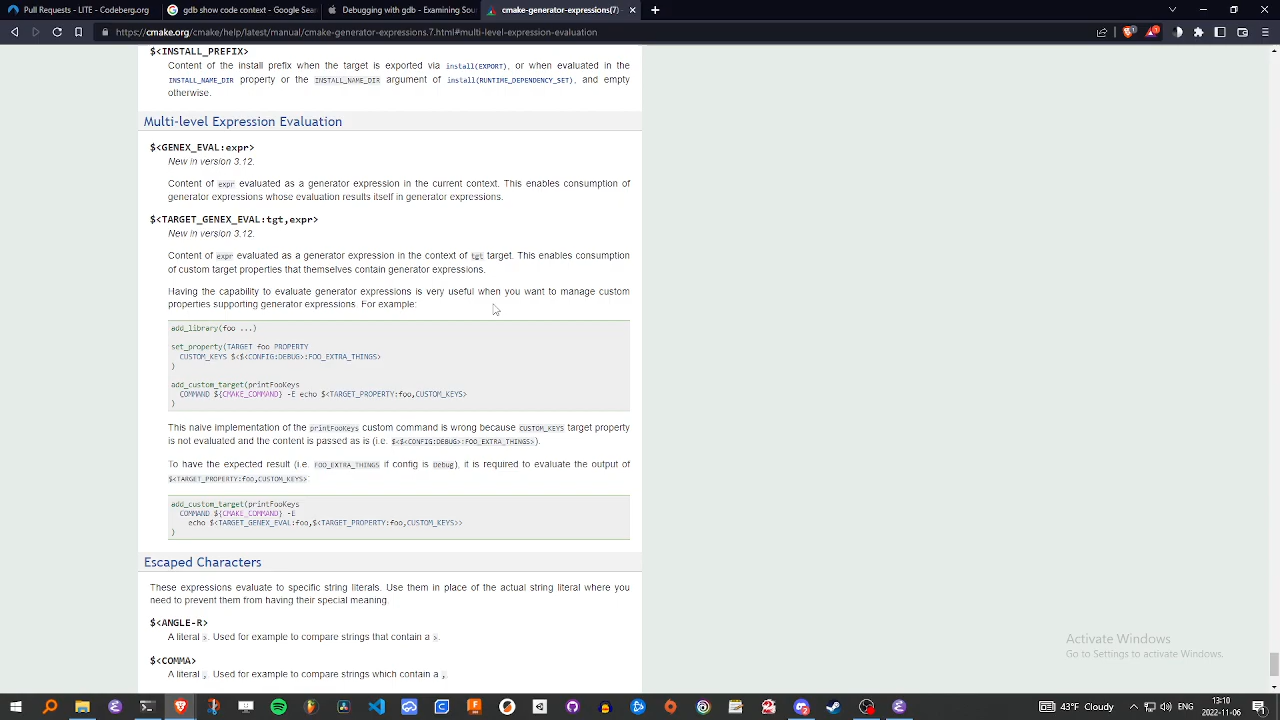 Pull Requests - LITE - Codeberg.org
gdb show code context - Google Sea
Debugging with gdb - Examining Sou
cmake-generator-expressions(7)
https://cmake.org/cmake/help/latest/manual/cmake-generator-expressions.7.html#multi-level-expression-evaluation
$<INSTALL_PREFIX>
Content of the install prefix when the target is exported via install(EXPORT), or when evaluated in the
INSTALL_NAME_DIR property or the INSTALL_NAME_DIR argument of install(RUNTIME_DEPENDENCY_SET), and empty
otherwise.
Multi-level Expression Evaluation
$<GENEX_EVAL:expr>
New in version 3.12.
Content of expr evaluated as a generator expression in the current context. This enables consumption of
generator expressions whose evaluation results itself in generator expressions.
$<TARGET_GENEX_EVAL:tgt,expr>
New in version 3.12.
Content of expr evaluated as a generator expression in the context of tgt target. This enables consumption
of custom target properties that themselves contain generator expressions.
Having the capability to evaluate generator expressions is very useful when you want to manage custom
properties supporting generator expressions. For example:
add_library(foo ...)
set_property(TARGET foo PROPERTY
CUSTOM_KEYS $<$<CONFIG:DEBUG>:FOO_EXTRA_THINGS>
)
add_custom_target(printFooKeys
COMMAND ${CMAKE_COMMAND} -E echo $<TARGET_PROPERTY:foo,CUSTOM_KEYS>
)
This naive implementation of the printFooKeys custom command is wrong because CUSTOM_KEYS target property
is not evaluated and the content is passed as is (i.e. $<$<CONFIG:DEBUG>:FOO_EXTRA_THINGS>).
To have the expected result (i.e. FOO_EXTRA_THINGS if config is Debug), it is required to evaluate the output of
$<TARGET_PROPERTY:foo,CUSTOM_KEYS>:
add_custom_target(printFooKeys
COMMAND ${CMAKE_COMMAND} -E
echo $<TARGET_GENEX_EVAL:foo,$<TARGET_PROPERTY:foo,CUSTOM_KEYS>>
)
Escaped Characters
These expressions evaluate to specific string literals. Use them in place of the actual string literal where you
need to prevent them from having their special meaning.
$<ANGLE-R>
A literal >. Used for example to compare strings that contain a >.
$<COMMA>
A literal ,. Used for example to compare strings which contain a ,.
Activate Windows
Go to Settings to activate Windows.
43°F Cloudy
ENG
13:10
2022-11-06